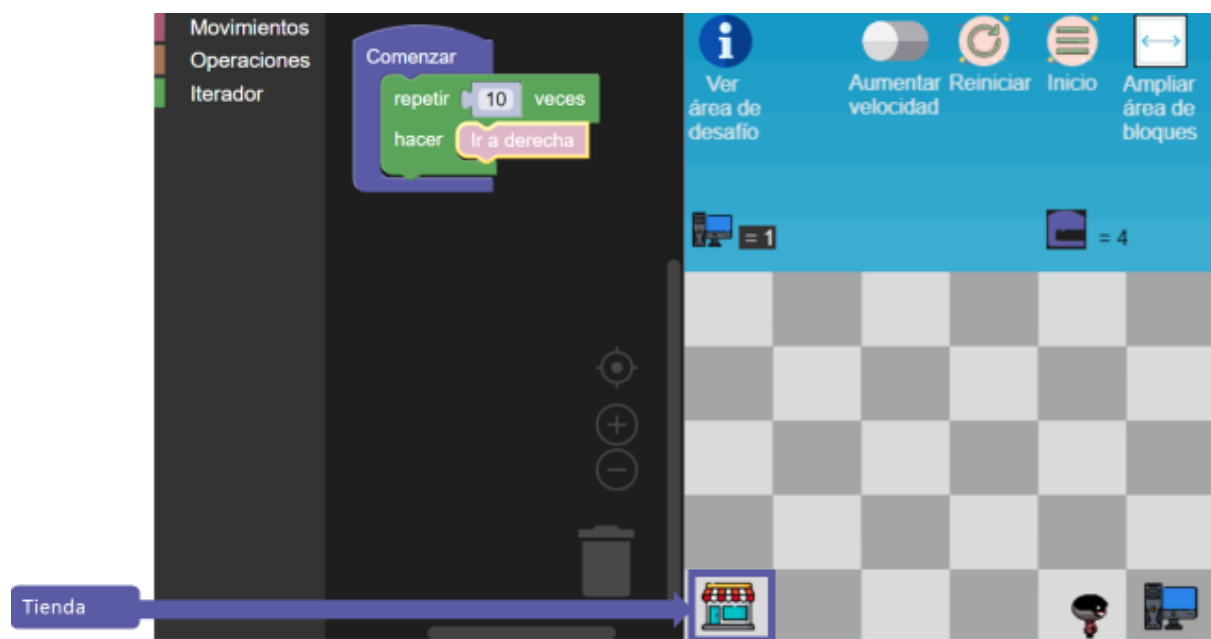 Movimientos
Operaciones
Iterador
Comenzar
repetir 10 veces
hacer Ir a derecha
Ver
área de
desafío
Aumentar
velocidad
Reiniciar
Inicio
Ampliar
área de
bloques
= 1
= 4
Tienda